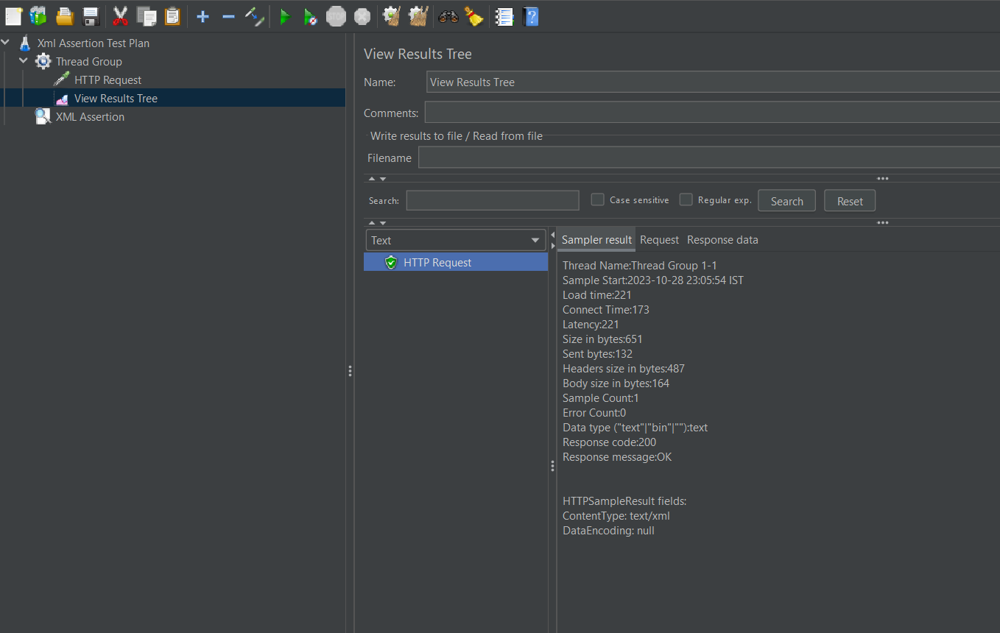 Xml Assertion Test Plan
Thread Group
HTTP Request
View Results Tree
XML Assertion
View Results Tree
Name: View Results Tree
Comments:
Write results to file / Read from file
Filename
Search: Case sensitive Regular exp. Search Reset
Text
HTTP Request
Sampler result Request Response data
Thread Name:Thread Group 1-1
Sample Start:2023-10-28 23:05:54 IST
Load time:221
Connect Time:173
Latency:221
Size in bytes:651
Sent bytes:132
Headers size in bytes:487
Body size in bytes:164
Sample Count:1
Error Count:0
Data type ("text"|"bin"|""):text
Response code:200
Response message:OK
HTTPSampleResult fields:
ContentType: text/xml
DataEncoding: null